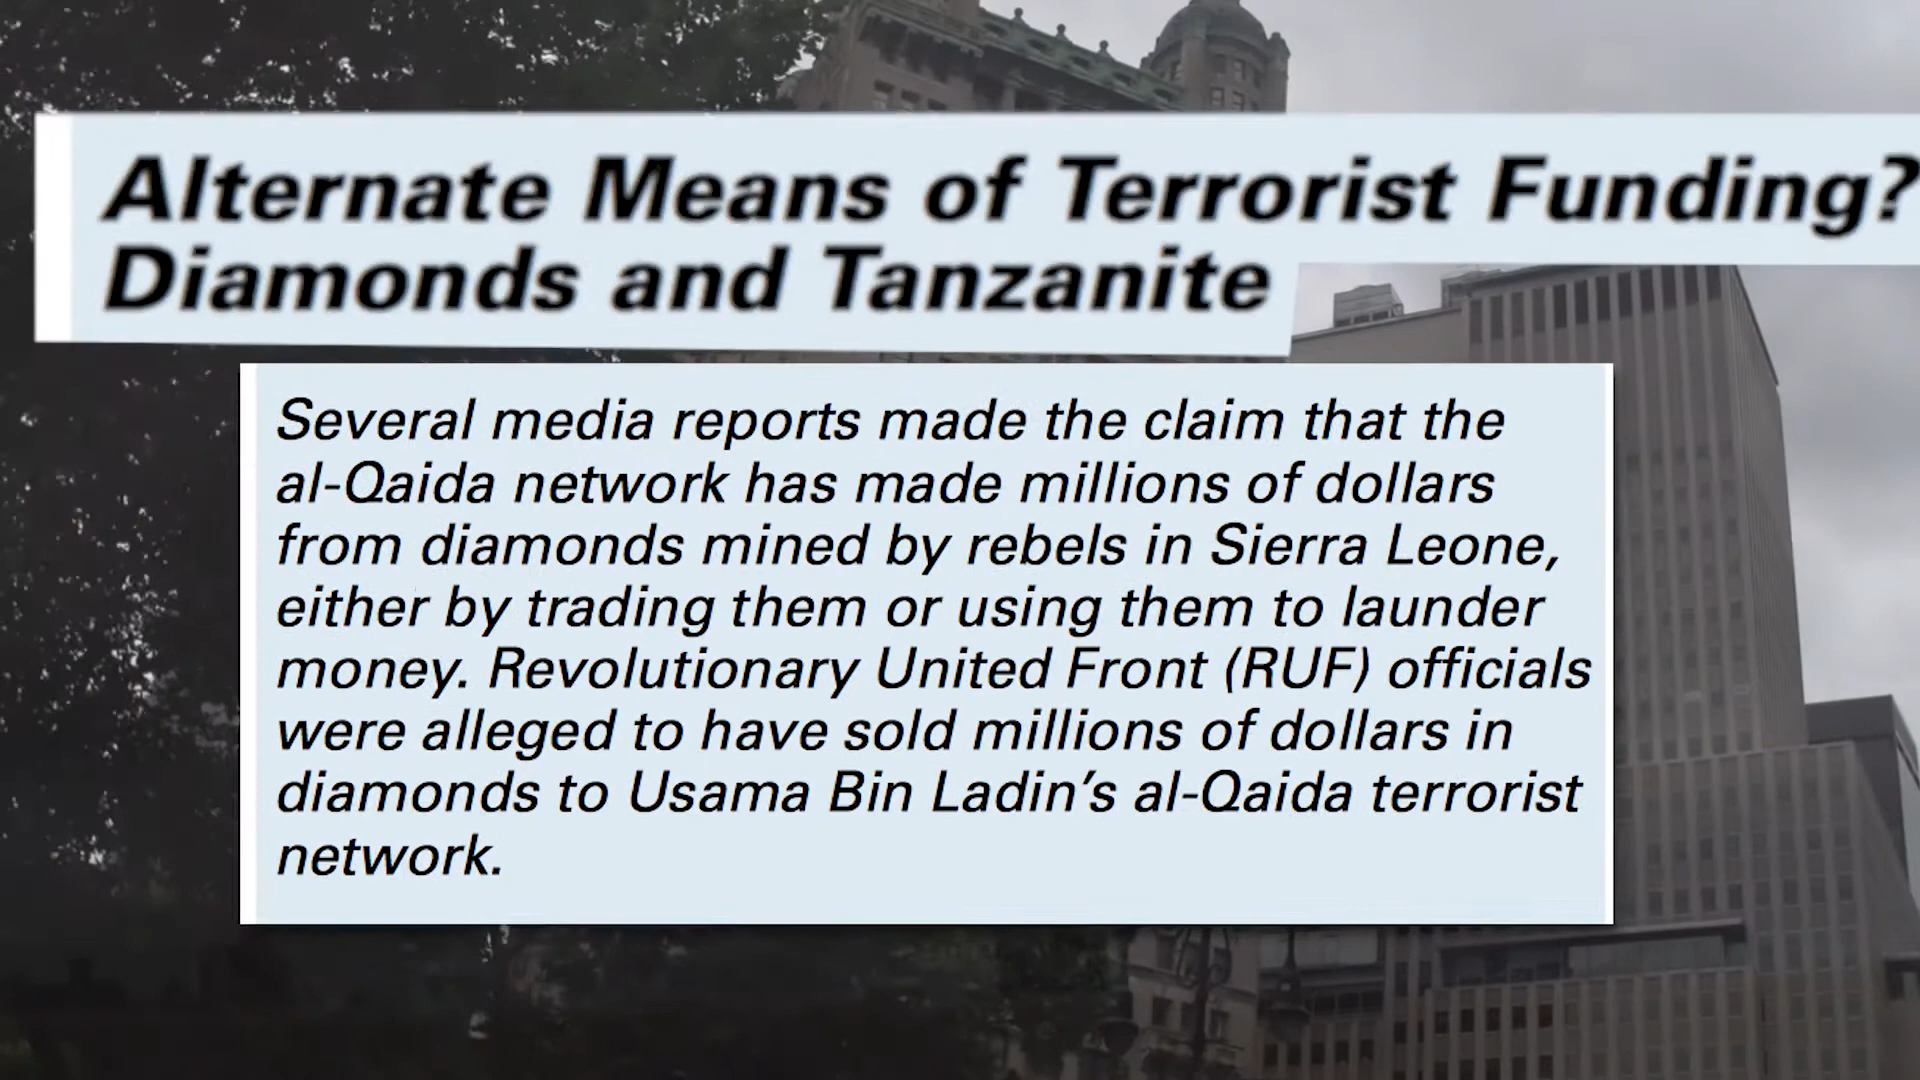 Alternate Means of Terrorist Funding?
Diamonds and Tanzanite
Several media reports made the claim that the
al-Qaida network has made millions of dollars
from diamonds mined by rebels in Sierra Leone,
either by trading them or using them to launder
money. Revolutionary United Front (RUF) officials
were alleged to have sold millions of dollars in
diamonds to Usama Bin Ladin’s al-Qaida terrorist
network.